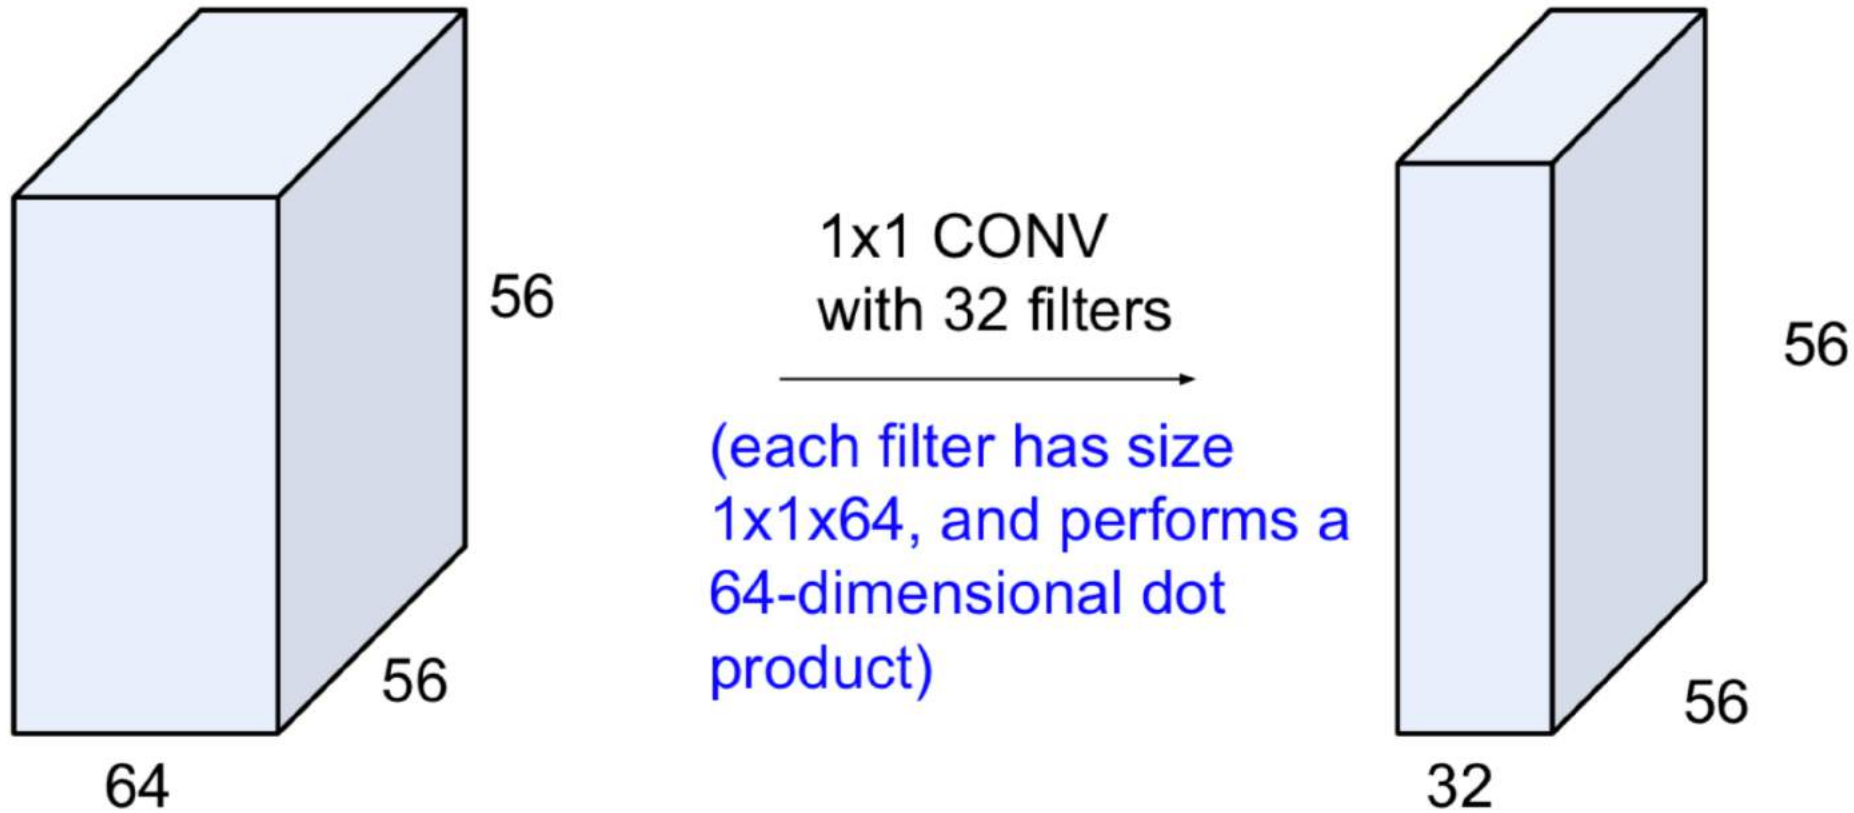 56
56
64
1x1 CONV
with 32 filters
(each filter has size
1x1x64, and performs a
64-dimensional dot
product)
56
56
32